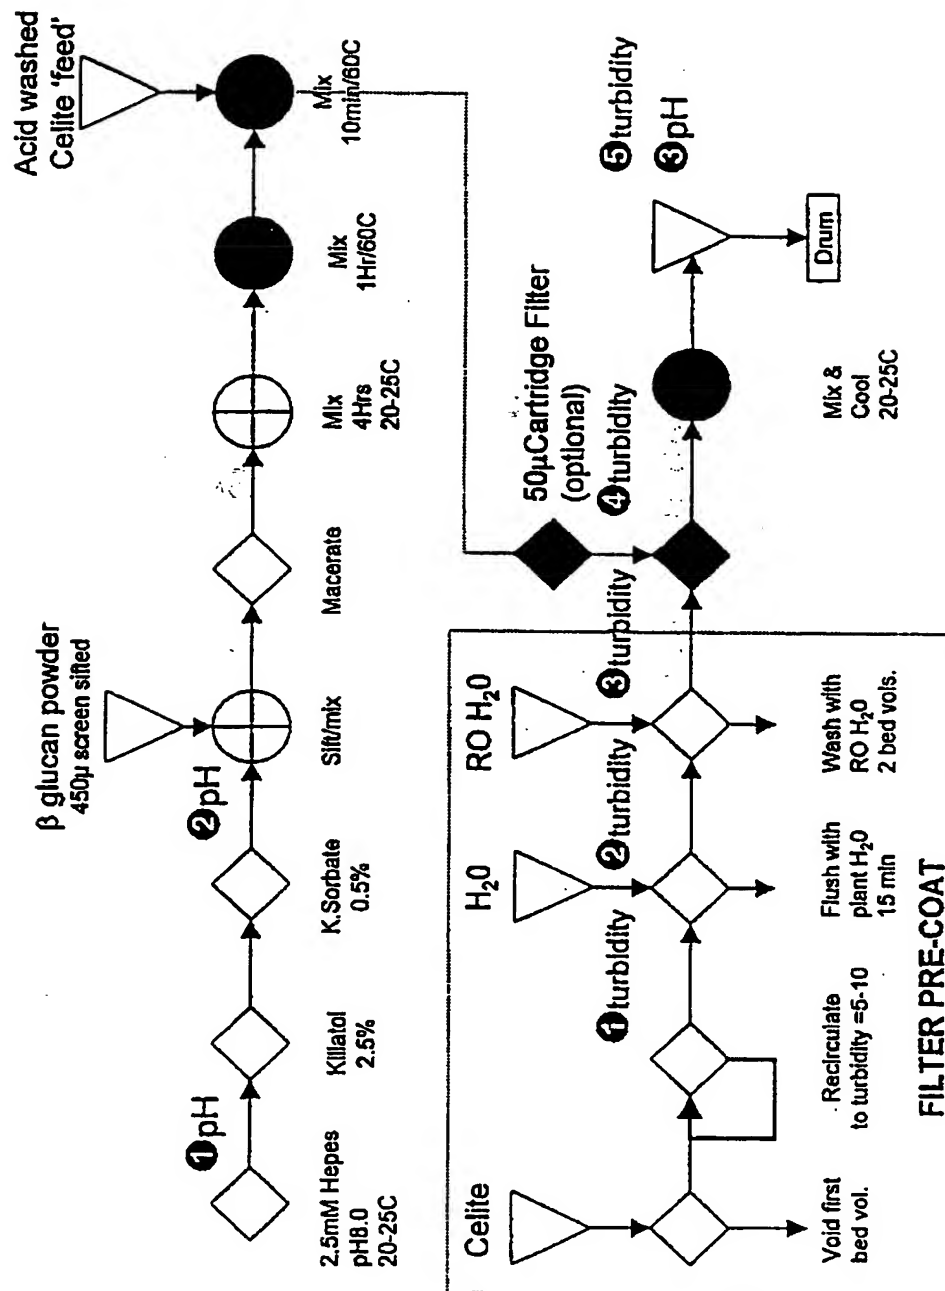 β glucan powder
450µ screen sifted
Acid washed
Celite 'feed'
❶pH
❷pH
2.5mM Hepes
pH8.0
20-25C
Killatol
2.5%
K.Sorbate
0.5%
Sift/mix
Macerate
Mix
4Hrs
20-25C
Mix
1Hr/60C
Mix
10min/60C
50µCartridge Filter
(optional)
Celite
H₂0
RO H₂0
❶turbidity
❷turbidity
❸turbidity
❹turbidity
❺turbidity
❸pH
Void first
bed vol.
Recirculate
to turbidity =5-10
Flush with
plant H₂0
15 min
Wash with
RO H₂0
2 bed vols.
Mix &
Cool
20-25C
Drum
FILTER PRE-COAT